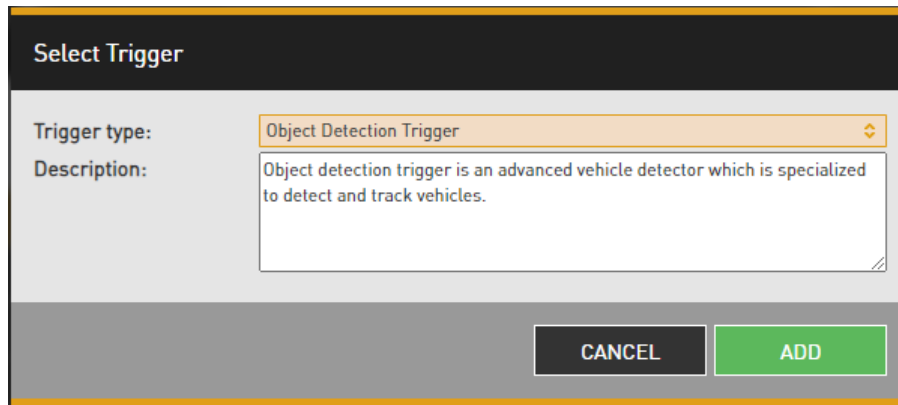 Select Trigger
Trigger type:
Object Detection Trigger
Description:
Object detection trigger is an advanced vehicle detector which is specialized
to detect and track vehicles.
CANCEL
ADD